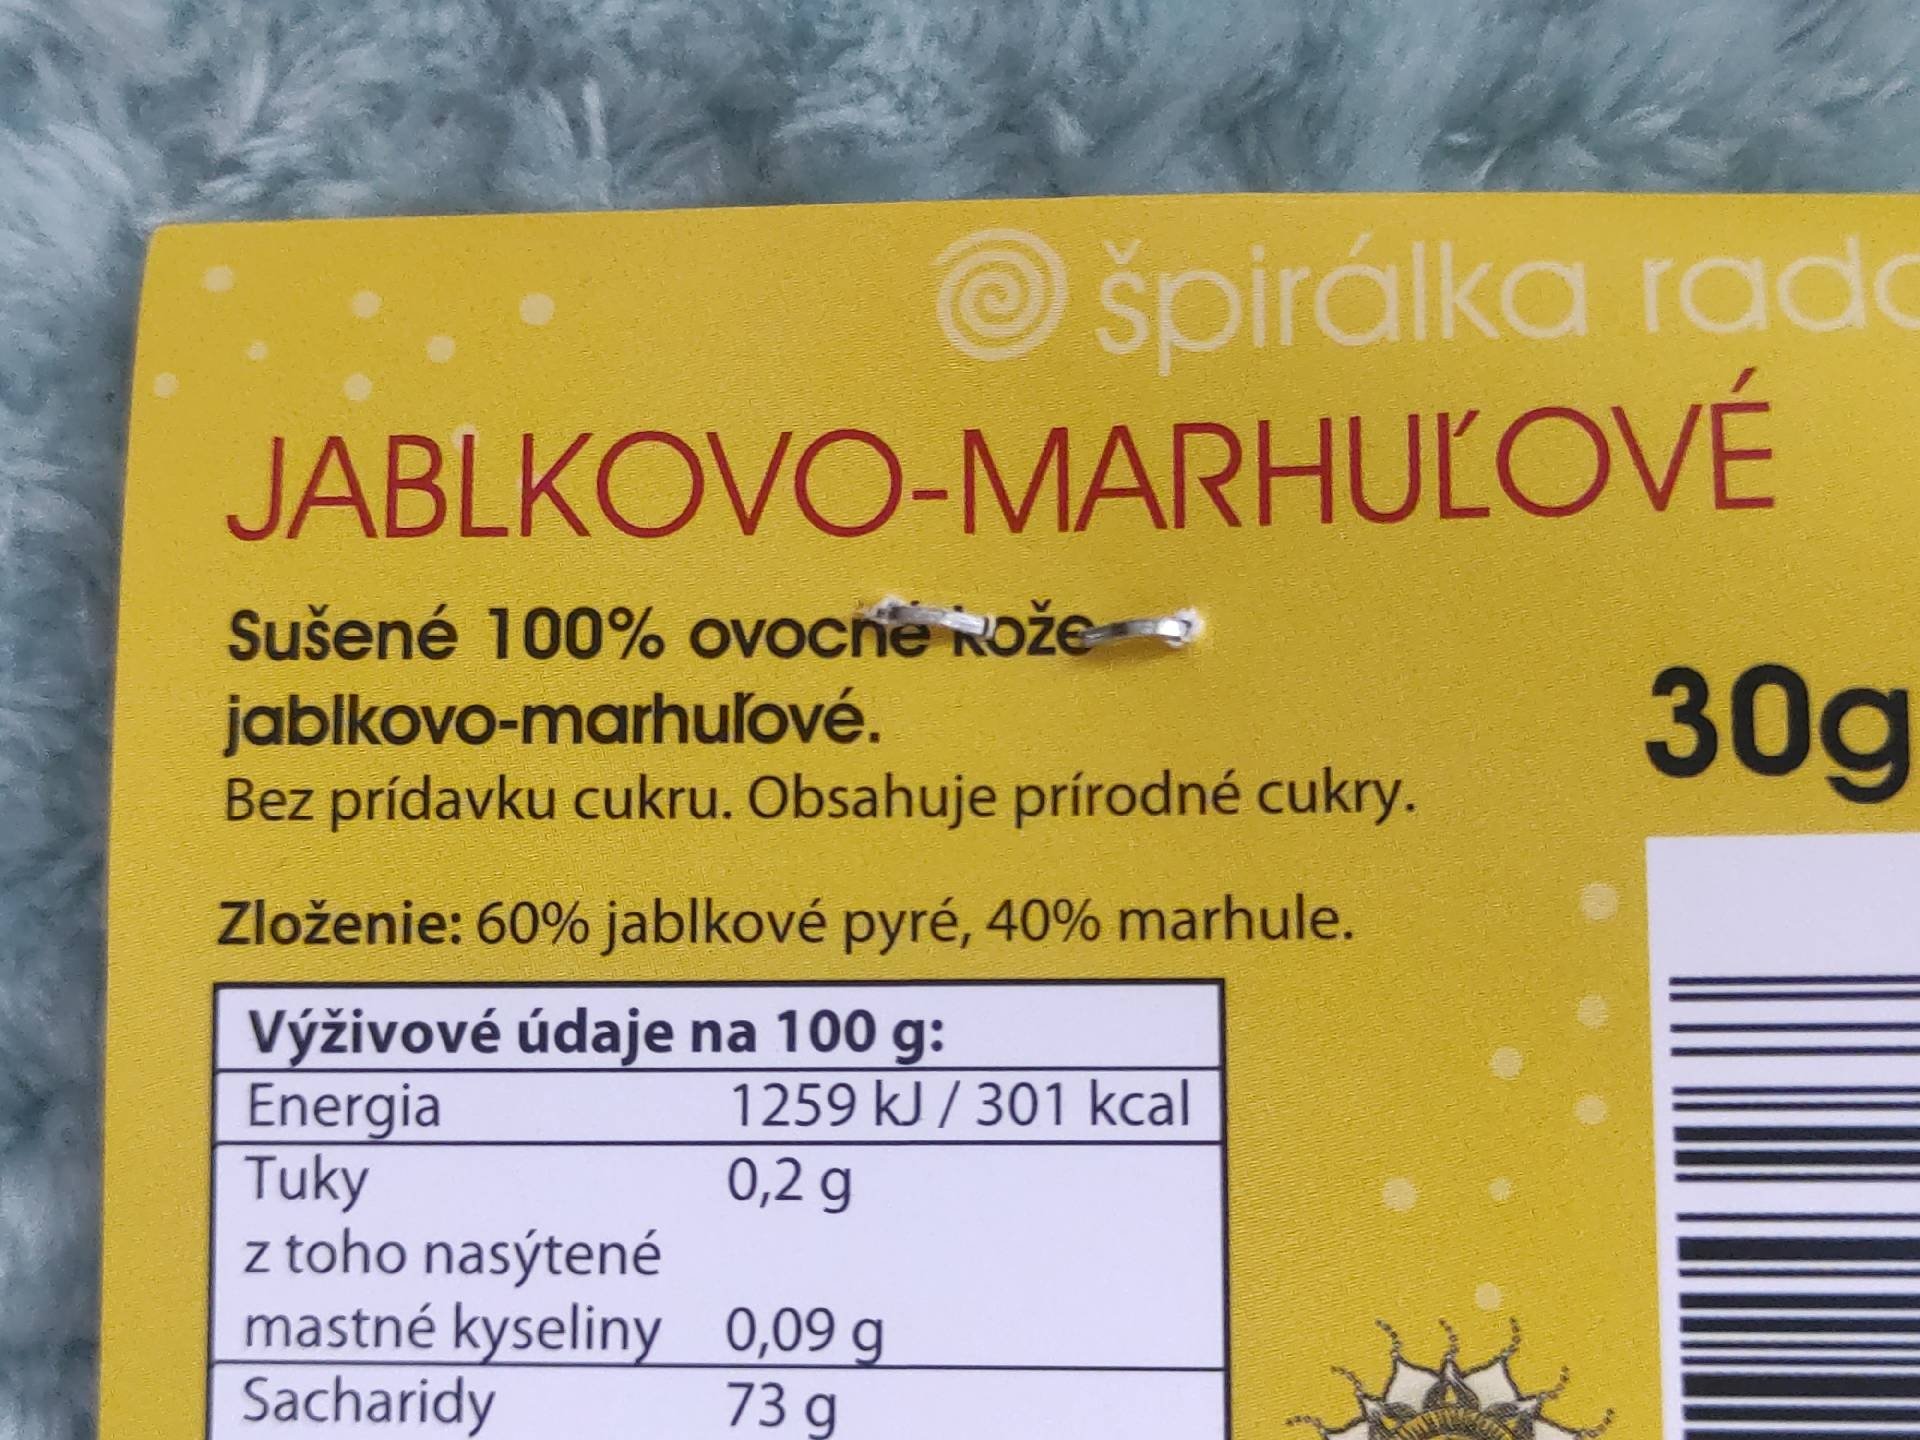 špirálka
JABĹKOVO-MARHUĽOVÉ
Sušené 100% ovocné kože
jablkovo-marhuľové.
30g
Bez prídavku cukru. Obsahuje prírodné cukry.
Zloženie: 60% jablkové pyré, 40% marhule.
Výživové údaje na 100 g:
Energia 1259 kJ / 301 kcal
Tuky 0,2 g
z toho nasýtené
mastné kyseliny 0,09 g
Sacharidy 73 g